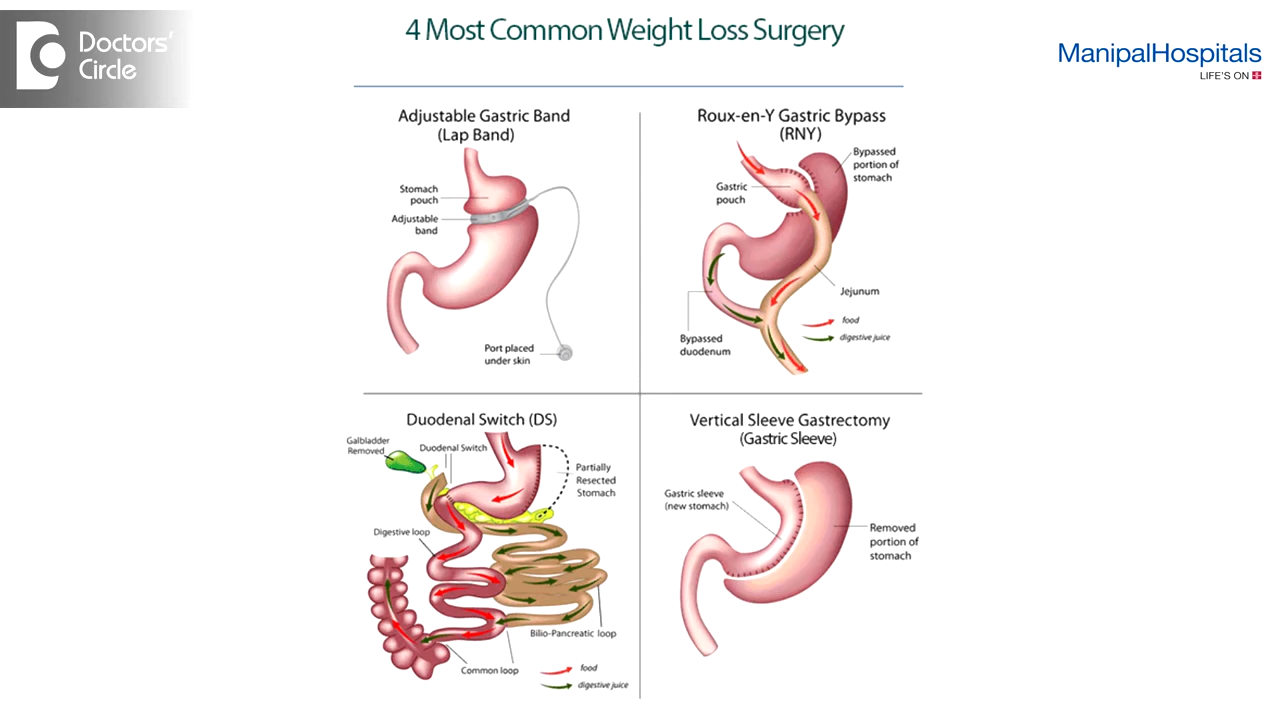 Doctors'
Circle
4 Most Common Weight Loss Surgery
ManipalHospitals
LIFE'S ON
Adjustable Gastric Band
(Lap Band)
Stomach
pouch
Adjustable
band
Port placed
under skin
Roux-en-Y Gastric Bypass
(RNY)
Bypassed
portion of
stomach
Gastric
pouch
Jejunum
Bypassed
duodenum
food
digestive juice
Duodenal Switch (DS)
Galbladder
Removed
Duodenal Switch
Partially
Resected
Stomach
Digestive loop
Bilio-Pancreatic loop
Common loop
food
digestive juice
Vertical Sleeve Gastrectomy
(Gastric Sleeve)
Gastric sleeve
(new stomach)
Removed
portion of
stomach